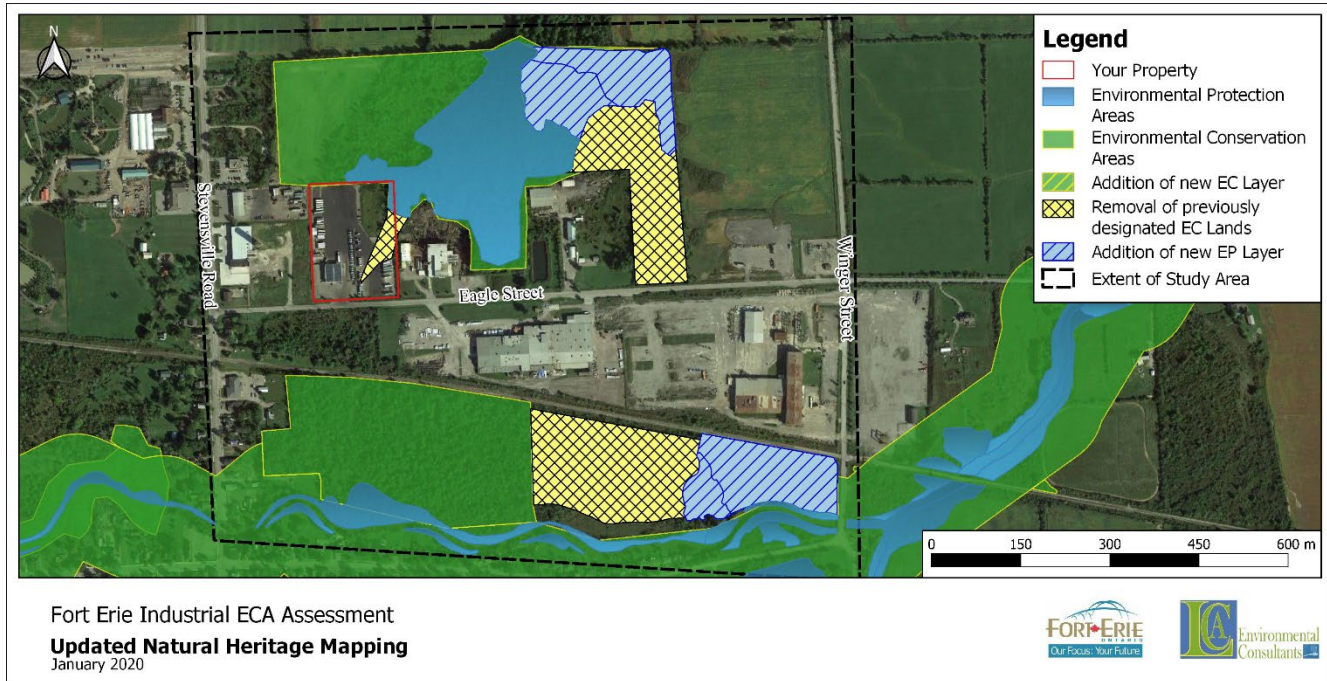 N
Legend
Your Property
Environmental Protection
Areas
Environmental Conservation
Areas
Addition of new EC Layer
Removal of previously
designated EC Lands
Addition of new EP Layer
Extent of Study Area
Stevensville Road
Eagle Street
Winger Street
0 150 300 450 600 m
Fort Erie Industrial ECA Assessment
Updated Natural Heritage Mapping
January 2020
FORT ERIE
ONTARIO
Our Focus: Your Future
LCA
Environmental
Consultants